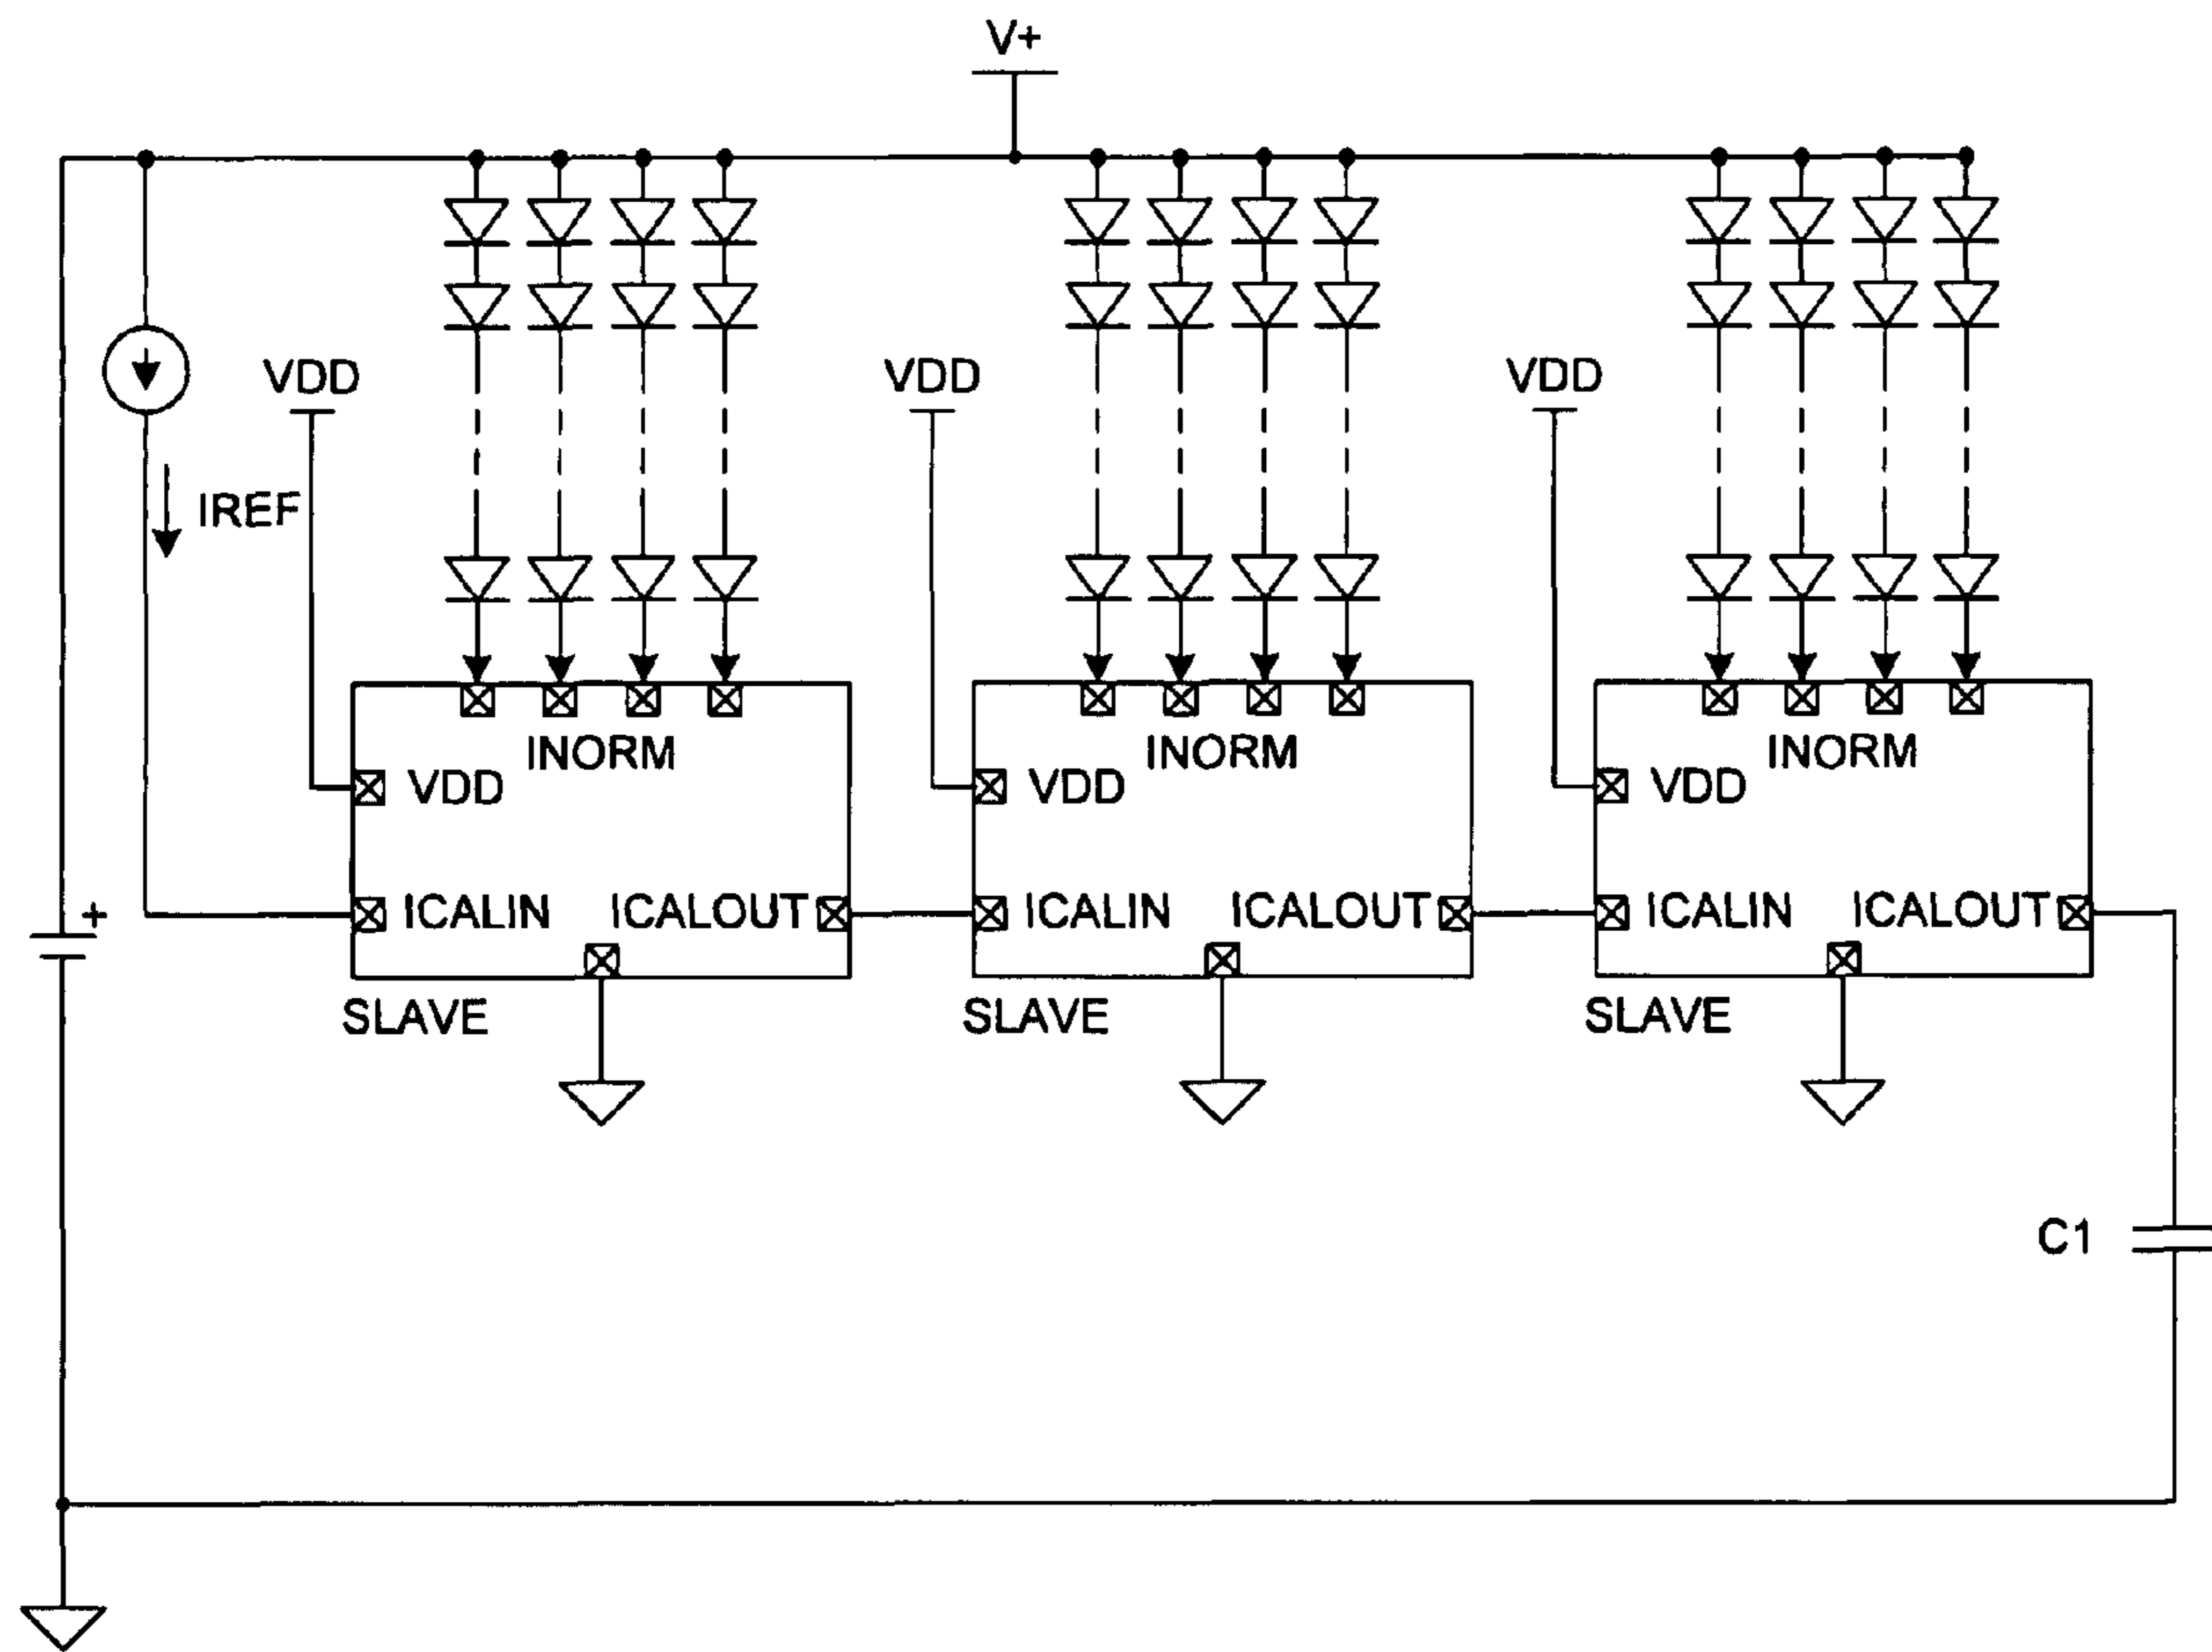 V+
VDD VDD VDD
IREF
INORM INORM INORM
VDD VDD VDD
+
ICALIN ICALOUT ICALIN ICALOUT ICALIN ICALOUT
SLAVE SLAVE SLAVE
C1